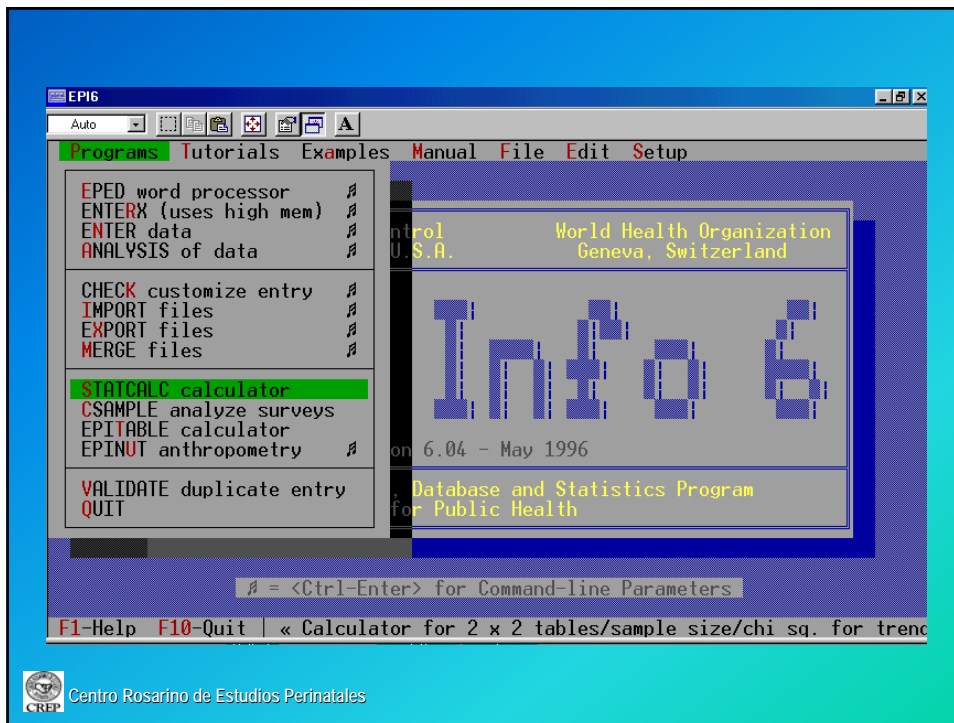 EPI6
Auto
A
Programs Tutorials Examples Manual File Edit Setup
EPED word processor ♬
ENTERX (uses high mem) ♬
ENTER data ♬
ANALYSIS of data ♬
CHECK customize entry ♬
IMPORT files ♬
EXPORT files ♬
MERGE files ♬
STATCALC calculator
CSAMPLE analyze surveys
EPITABLE calculator
EPINUT anthropometry ♬
VALIDATE duplicate entry
QUIT
ntrol World Health Organization
U.S.A. Geneva, Switzerland
Info 6
on 6.04 - May 1996
, Database and Statistics Program
for Public Health
♬ = <Ctrl-Enter> for Command-line Parameters
F1-Help F10-Quit | « Calculator for 2 x 2 tables/sample size/chi sq. for trend
CREP
Centro Rosarino de Estudios Perinatales